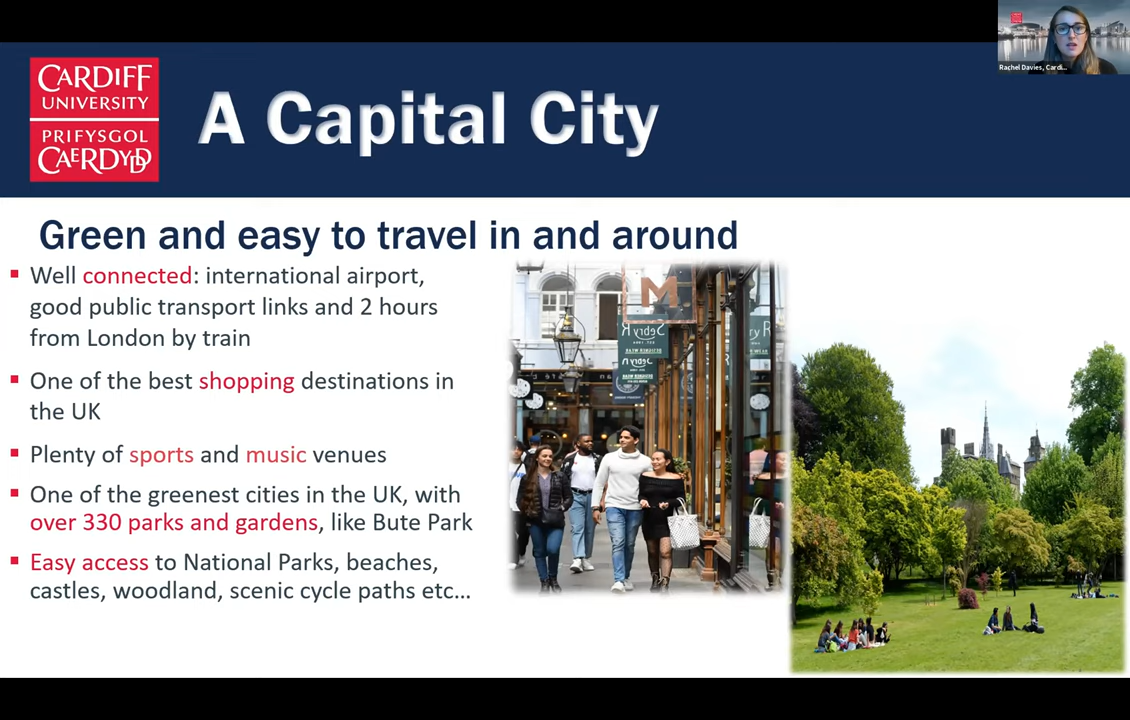 Rachel Davies, Cardi...
CARDIFF
UNIVERSITY
PRIFYSGOL
CAERDYDD
A Capital City
Green and easy to travel in and around
Well connected: international airport,
good public transport links and 2 hours
from London by train
One of the best shopping destinations in
the UK
Plenty of sports and music venues
One of the greenest cities in the UK, with
over 330 parks and gardens, like Bute Park
Easy access to National Parks, beaches,
castles, woodland, scenic cycle paths etc...
M